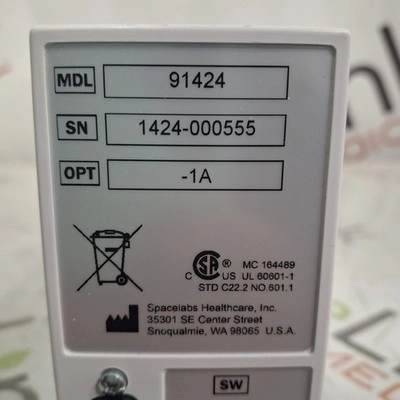 MDL 91424
SN 1424-000555
OPT -1A
CSA ® MC 164489
C US UL 60601-1
STD C22.2 NO.601.1
Spacelabs Healthcare, Inc.
35301 SE Center Street
Snoqualmie, WA 98065 U.S.A.
SW